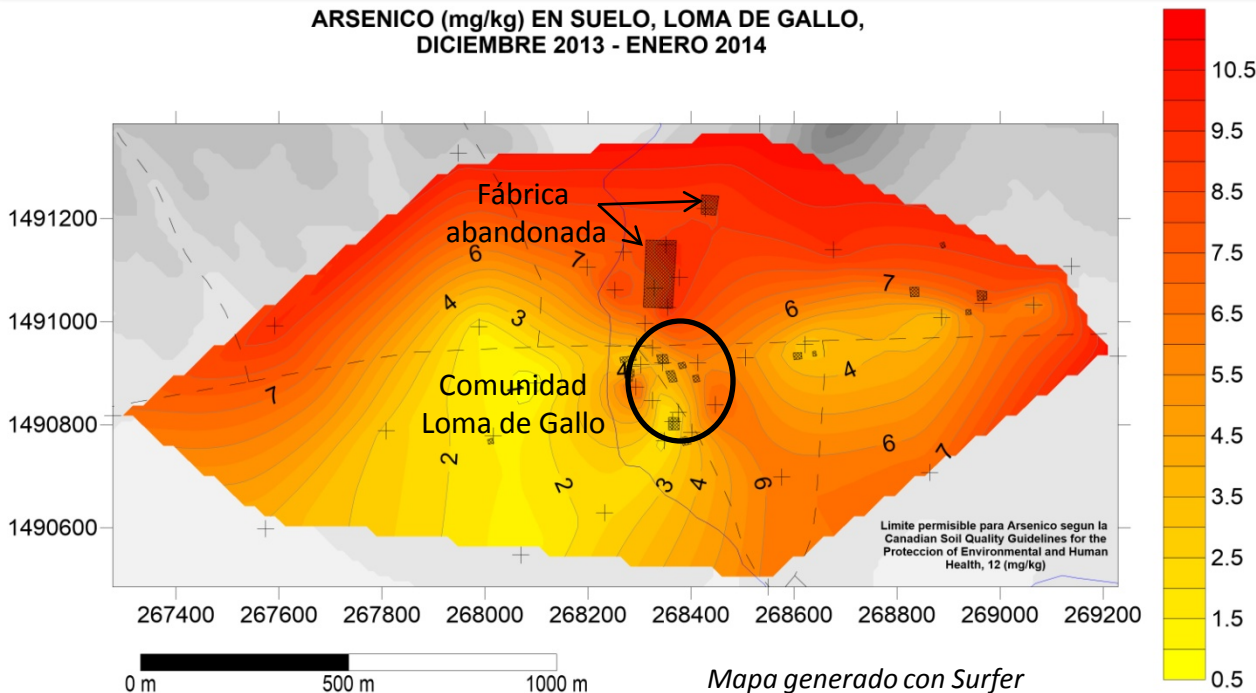 ARSENICO (mg/kg) EN SUELO, LOMA DE GALLO,
DICIEMBRE 2013 - ENERO 2014
10.5
9.5
8.5
7.5
6.5
5.5
4.5
3.5
2.5
1.5
0.5
1491200
1491000
1490800
1490600
Fábrica
abandonada
6
7
4
3
7
6
7
4
4
Comunidad
Loma de Gallo
1
7
2
2
3
4
6
6
7
Limite permisible para Arsenico segun la
Canadian Soil Quality Guidelines for the
Proteccion of Environmental and Human
Health, 12 (mg/kg)
267400 267600 267800 268000 268200 268400 268600 268800 269000 269200
0 m 500 m 1000 m
Mapa generado con Surfer